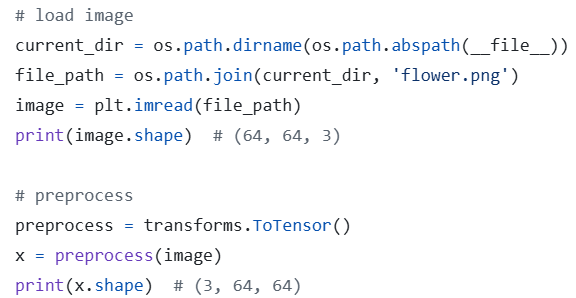 # load image
current_dir = os.path.dirname(os.path.abspath(__file__))
file_path = os.path.join(current_dir, 'flower.png')
image = plt.imread(file_path)
print(image.shape)  # (64, 64, 3)

# preprocess
preprocess = transforms.ToTensor()
x = preprocess(image)
print(x.shape)  # (3, 64, 64)